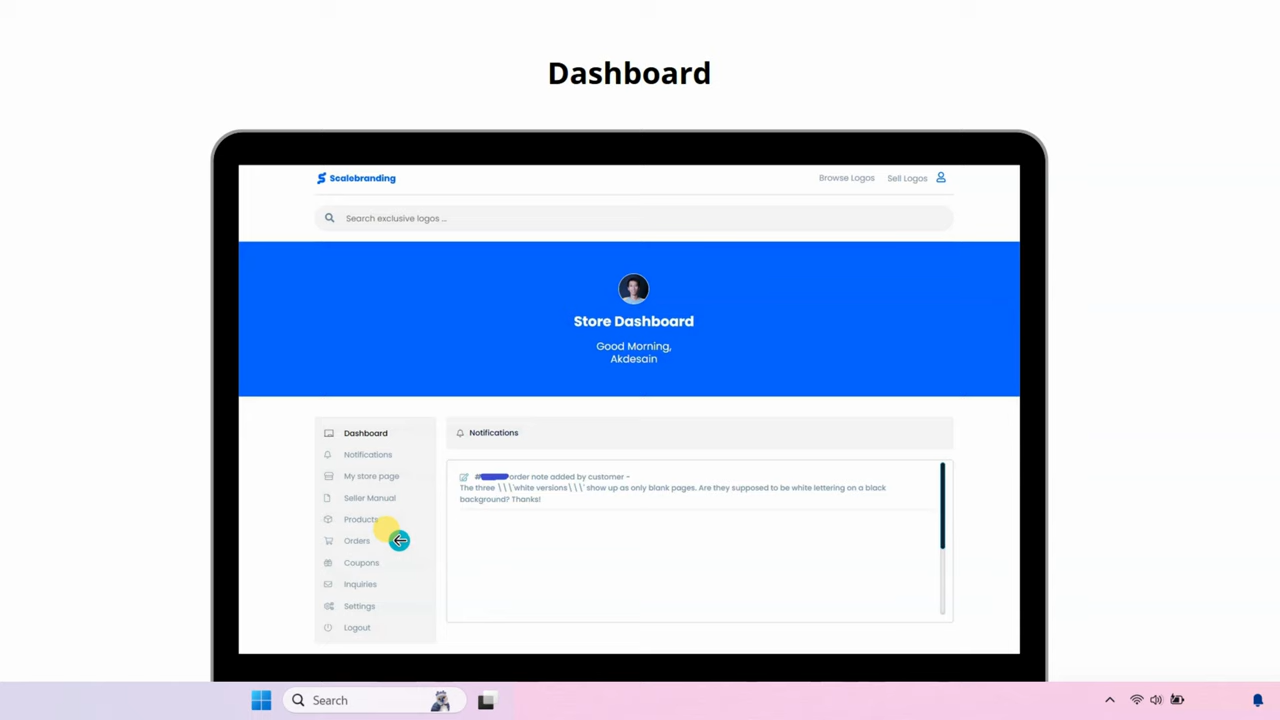 Dashboard
Scalebranding
Browse Logos
Sell Logos
Search exclusive logos ...
Store Dashboard
Good Morning,
Akdesain
Dashboard
Notifications
My store page
Seller Manual
Products
Orders
Coupons
Inquiries
Settings
Logout
Notifications
# order note added by customer -
The three \\\'white versions\\\' show up as only blank pages. Are they supposed to be white lettering on a black
background? Thanks!
Search